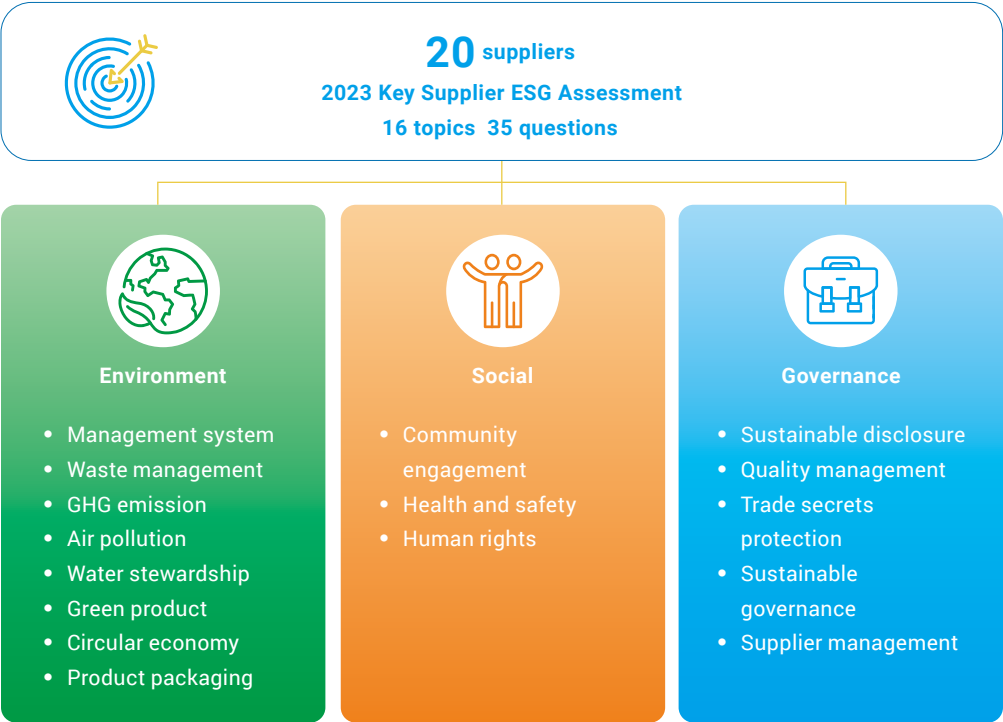 20 suppliers
2023 Key Supplier ESG Assessment
16 topics 35 questions
Environment
• Management system
• Waste management
• GHG emission
• Air pollution
• Water stewardship
• Green product
• Circular economy
• Product packaging
Social
• Community
engagement
• Health and safety
• Human rights
Governance
• Sustainable disclosure
• Quality management
• Trade secrets
protection
• Sustainable
governance
• Supplier management